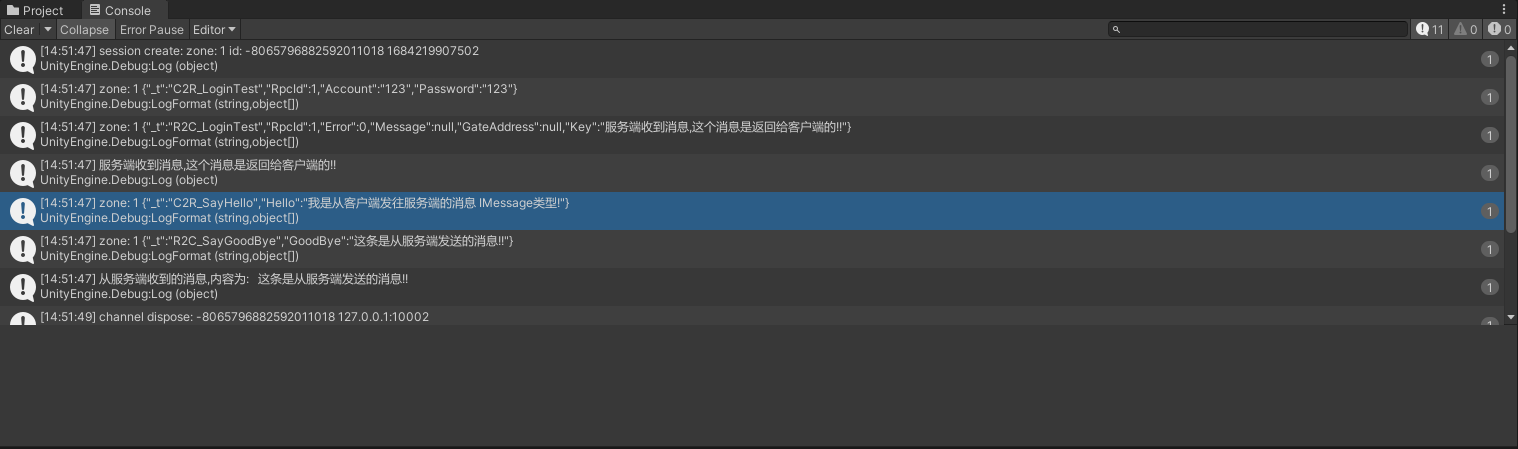 Project Console
Clear Collapse Error Pause Editor 11 0 0
[14:51:47] session create: zone: 1 id: -8065796882592011018 1684219907502
UnityEngine.Debug:Log (object)
1
[14:51:47] zone: 1 {"_t":"C2R_LoginTest","RpcId":1,"Account":"123","Password":"123"}
UnityEngine.Debug:LogFormat (string,object[])
1
[14:51:47] zone: 1 {"_t":"R2C_LoginTest","RpcId":1,"Error":0,"Message":null,"GateAddress":null,"Key":"服务端收到消息,这个消息是返回给客户端的!!"}
UnityEngine.Debug:LogFormat (string,object[])
1
[14:51:47] 服务端收到消息,这个消息是返回给客户端的!!
UnityEngine.Debug:Log (object)
1
[14:51:47] zone: 1 {"_t":"C2R_SayHello","Hello":"我是从客户端发往服务端的消息 IMessage类型!"}
UnityEngine.Debug:LogFormat (string,object[])
1
[14:51:47] zone: 1 {"_t":"R2C_SayGoodBye","GoodBye":"这条是从服务端发送的消息!!"}
UnityEngine.Debug:LogFormat (string,object[])
1
[14:51:47] 从服务端收到的消息,内容为:   这条是从服务端发送的消息!!
UnityEngine.Debug:Log (object)
1
[14:51:49] channel dispose: -8065796882592011018 127.0.0.1:10002
1